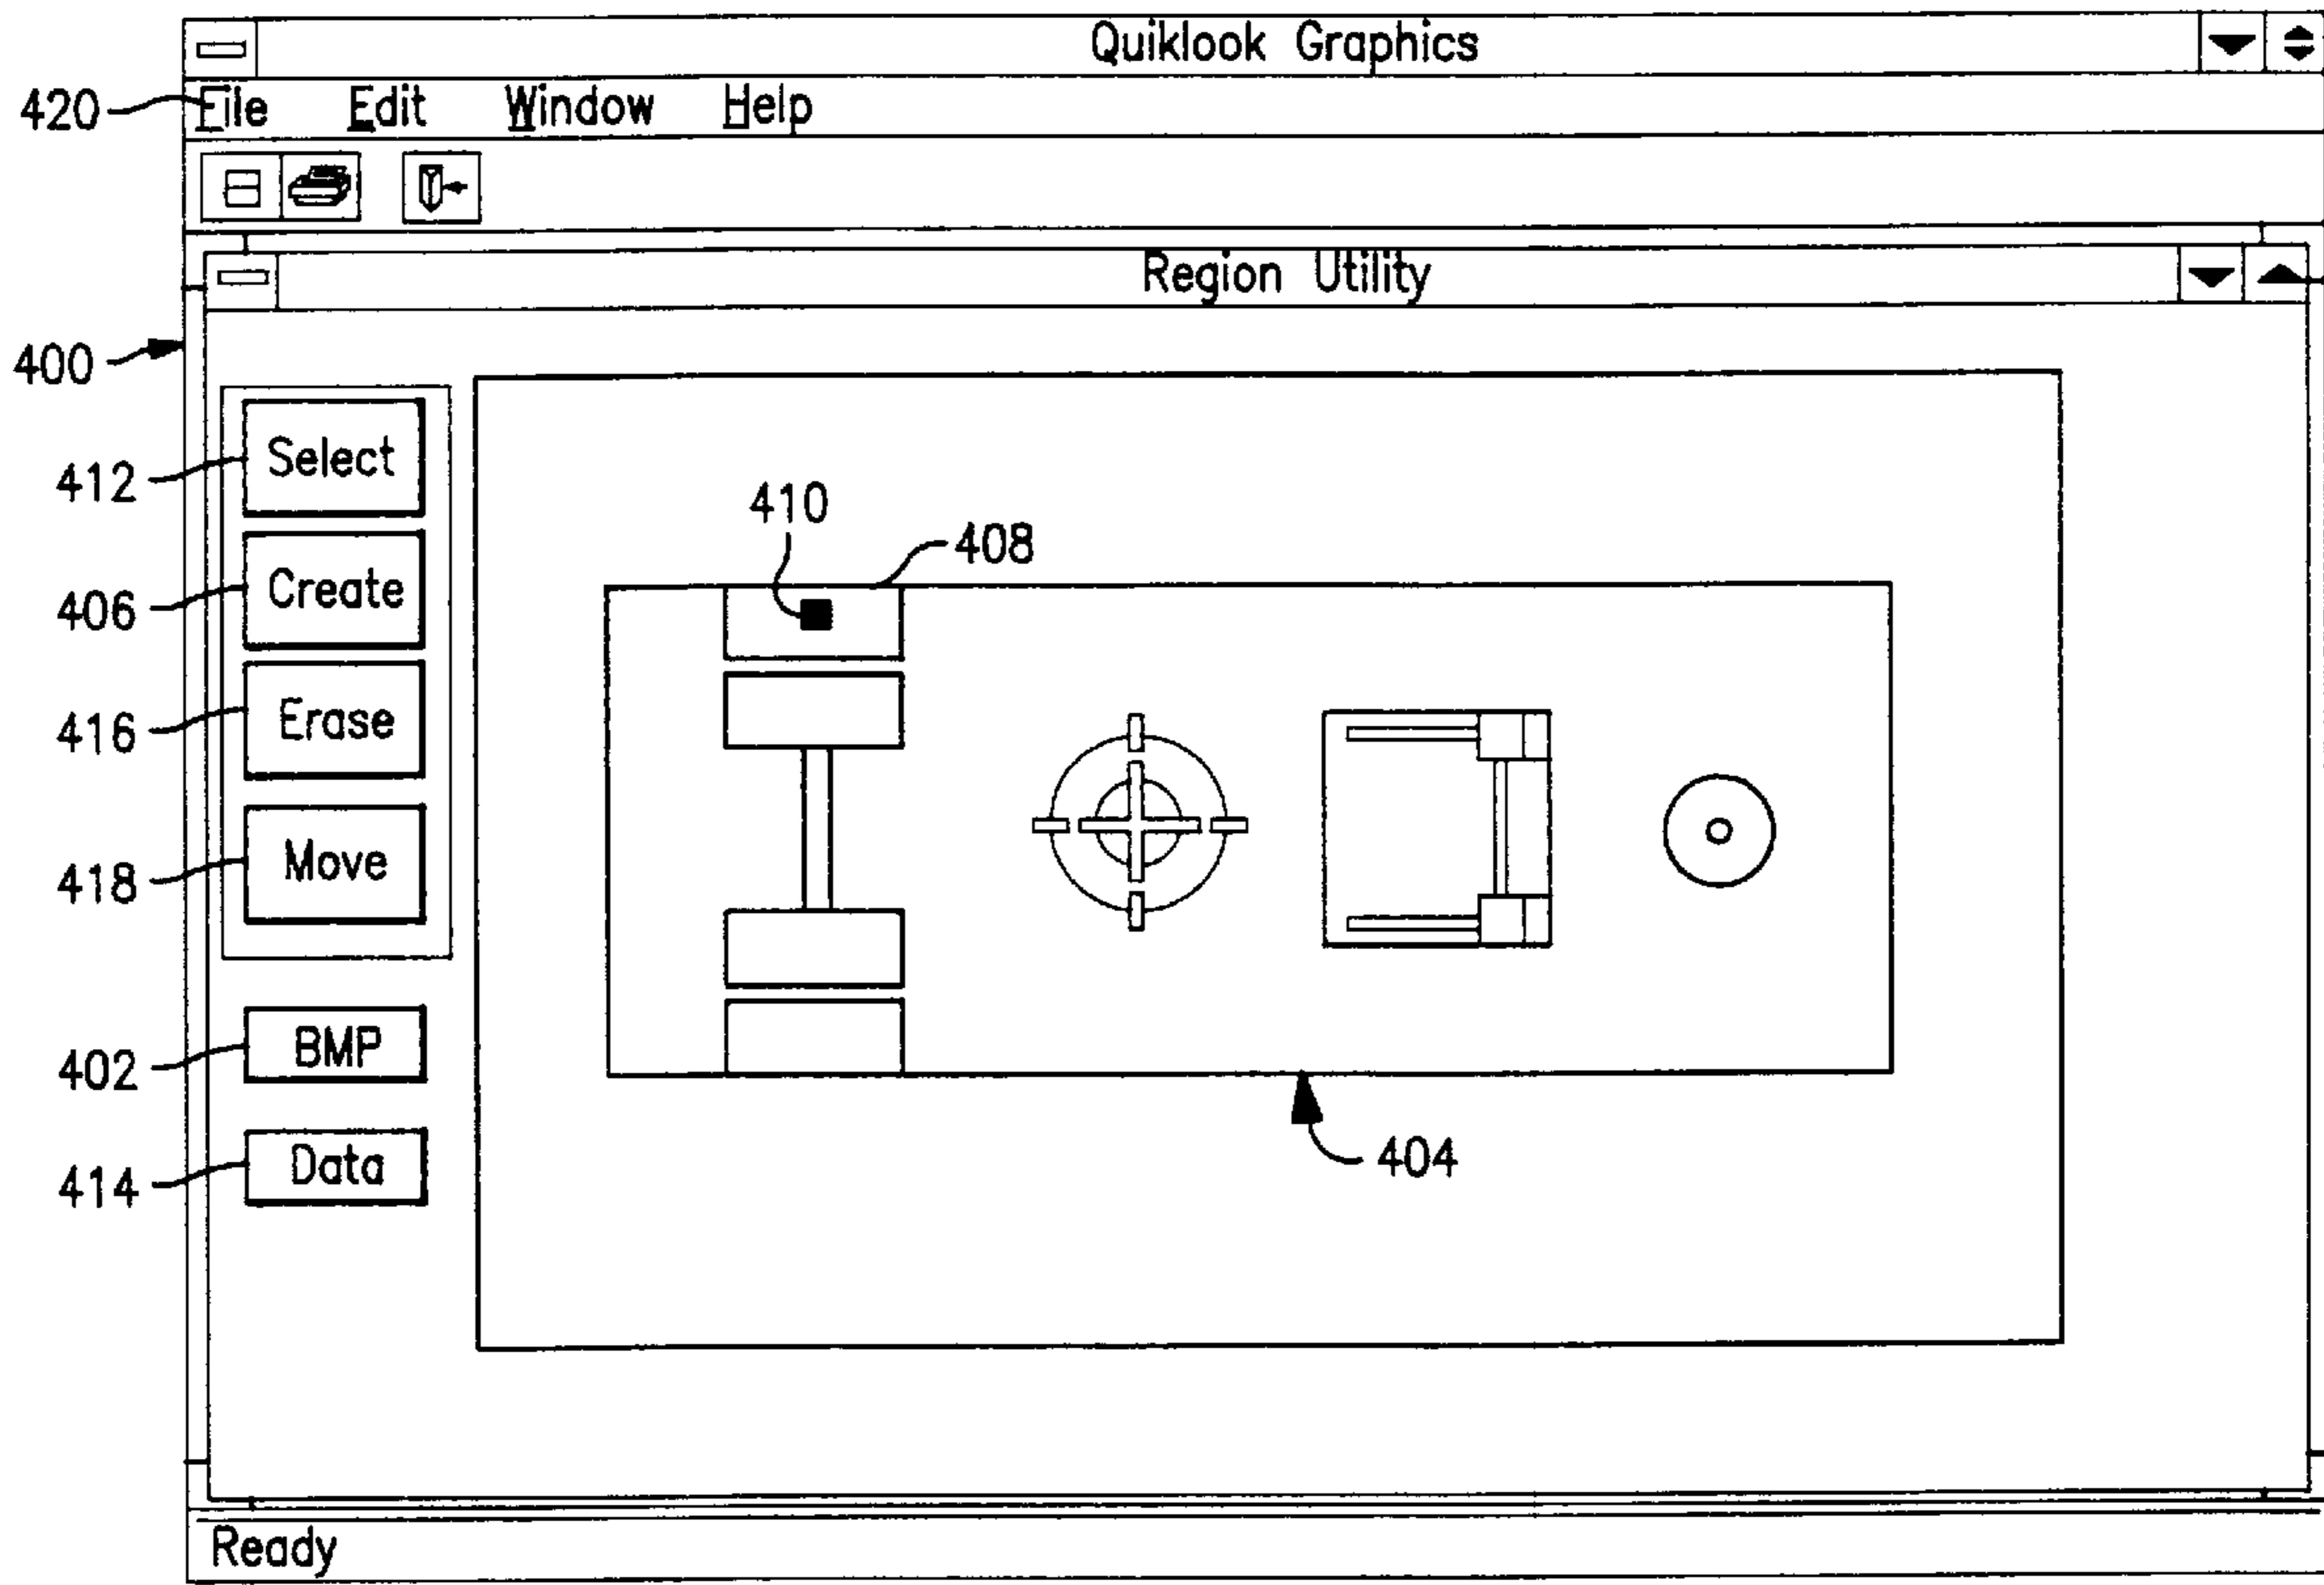 Quiklook Graphics
420 File Edit Window Help
Region Utility
400
412 Select
410
408
406 Create
416 Erase
418 Move
402 BMP
404
414 Data
Ready